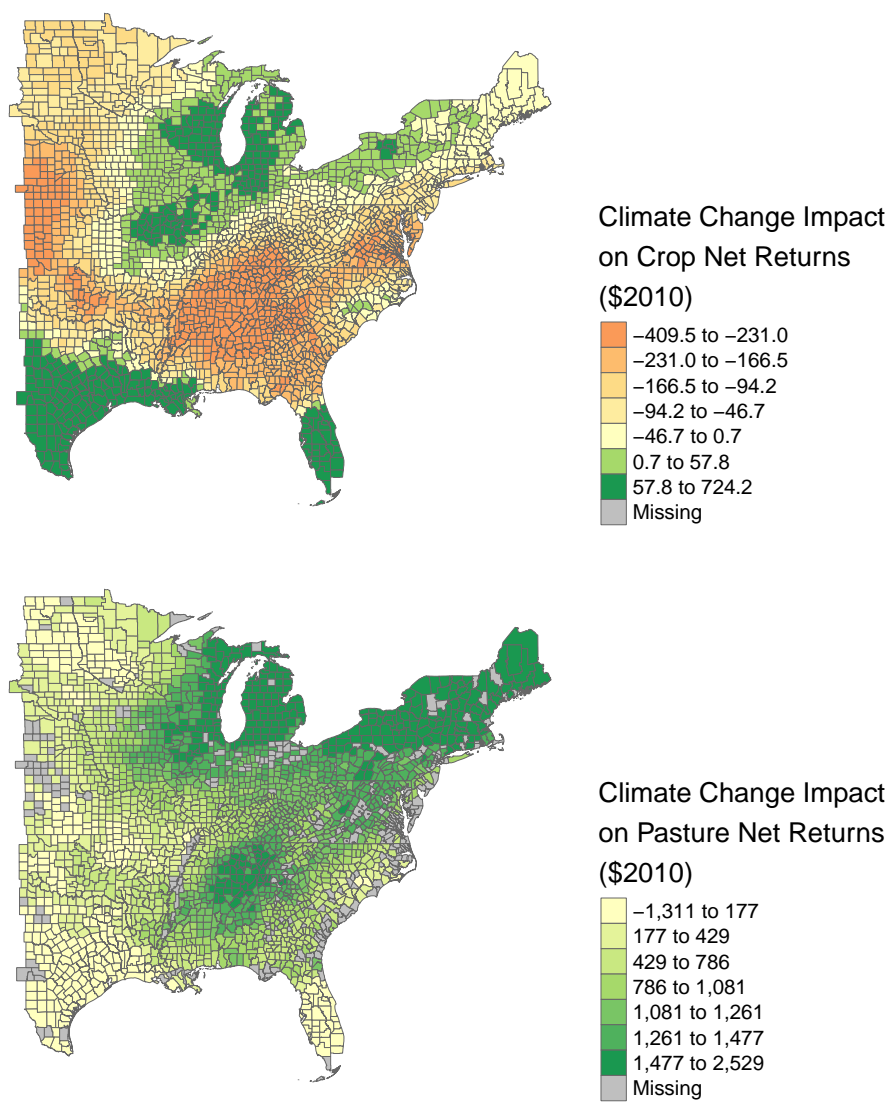 Climate Change Impact
on Crop Net Returns
($2010)
−409.5 to −231.0
−231.0 to −166.5
−166.5 to −94.2
−94.2 to −46.7
−46.7 to 0.7
0.7 to 57.8
57.8 to 724.2
Missing
Climate Change Impact
on Pasture Net Returns
($2010)
−1,311 to 177
177 to 429
429 to 786
786 to 1,081
1,081 to 1,261
1,261 to 1,477
1,477 to 2,529
Missing